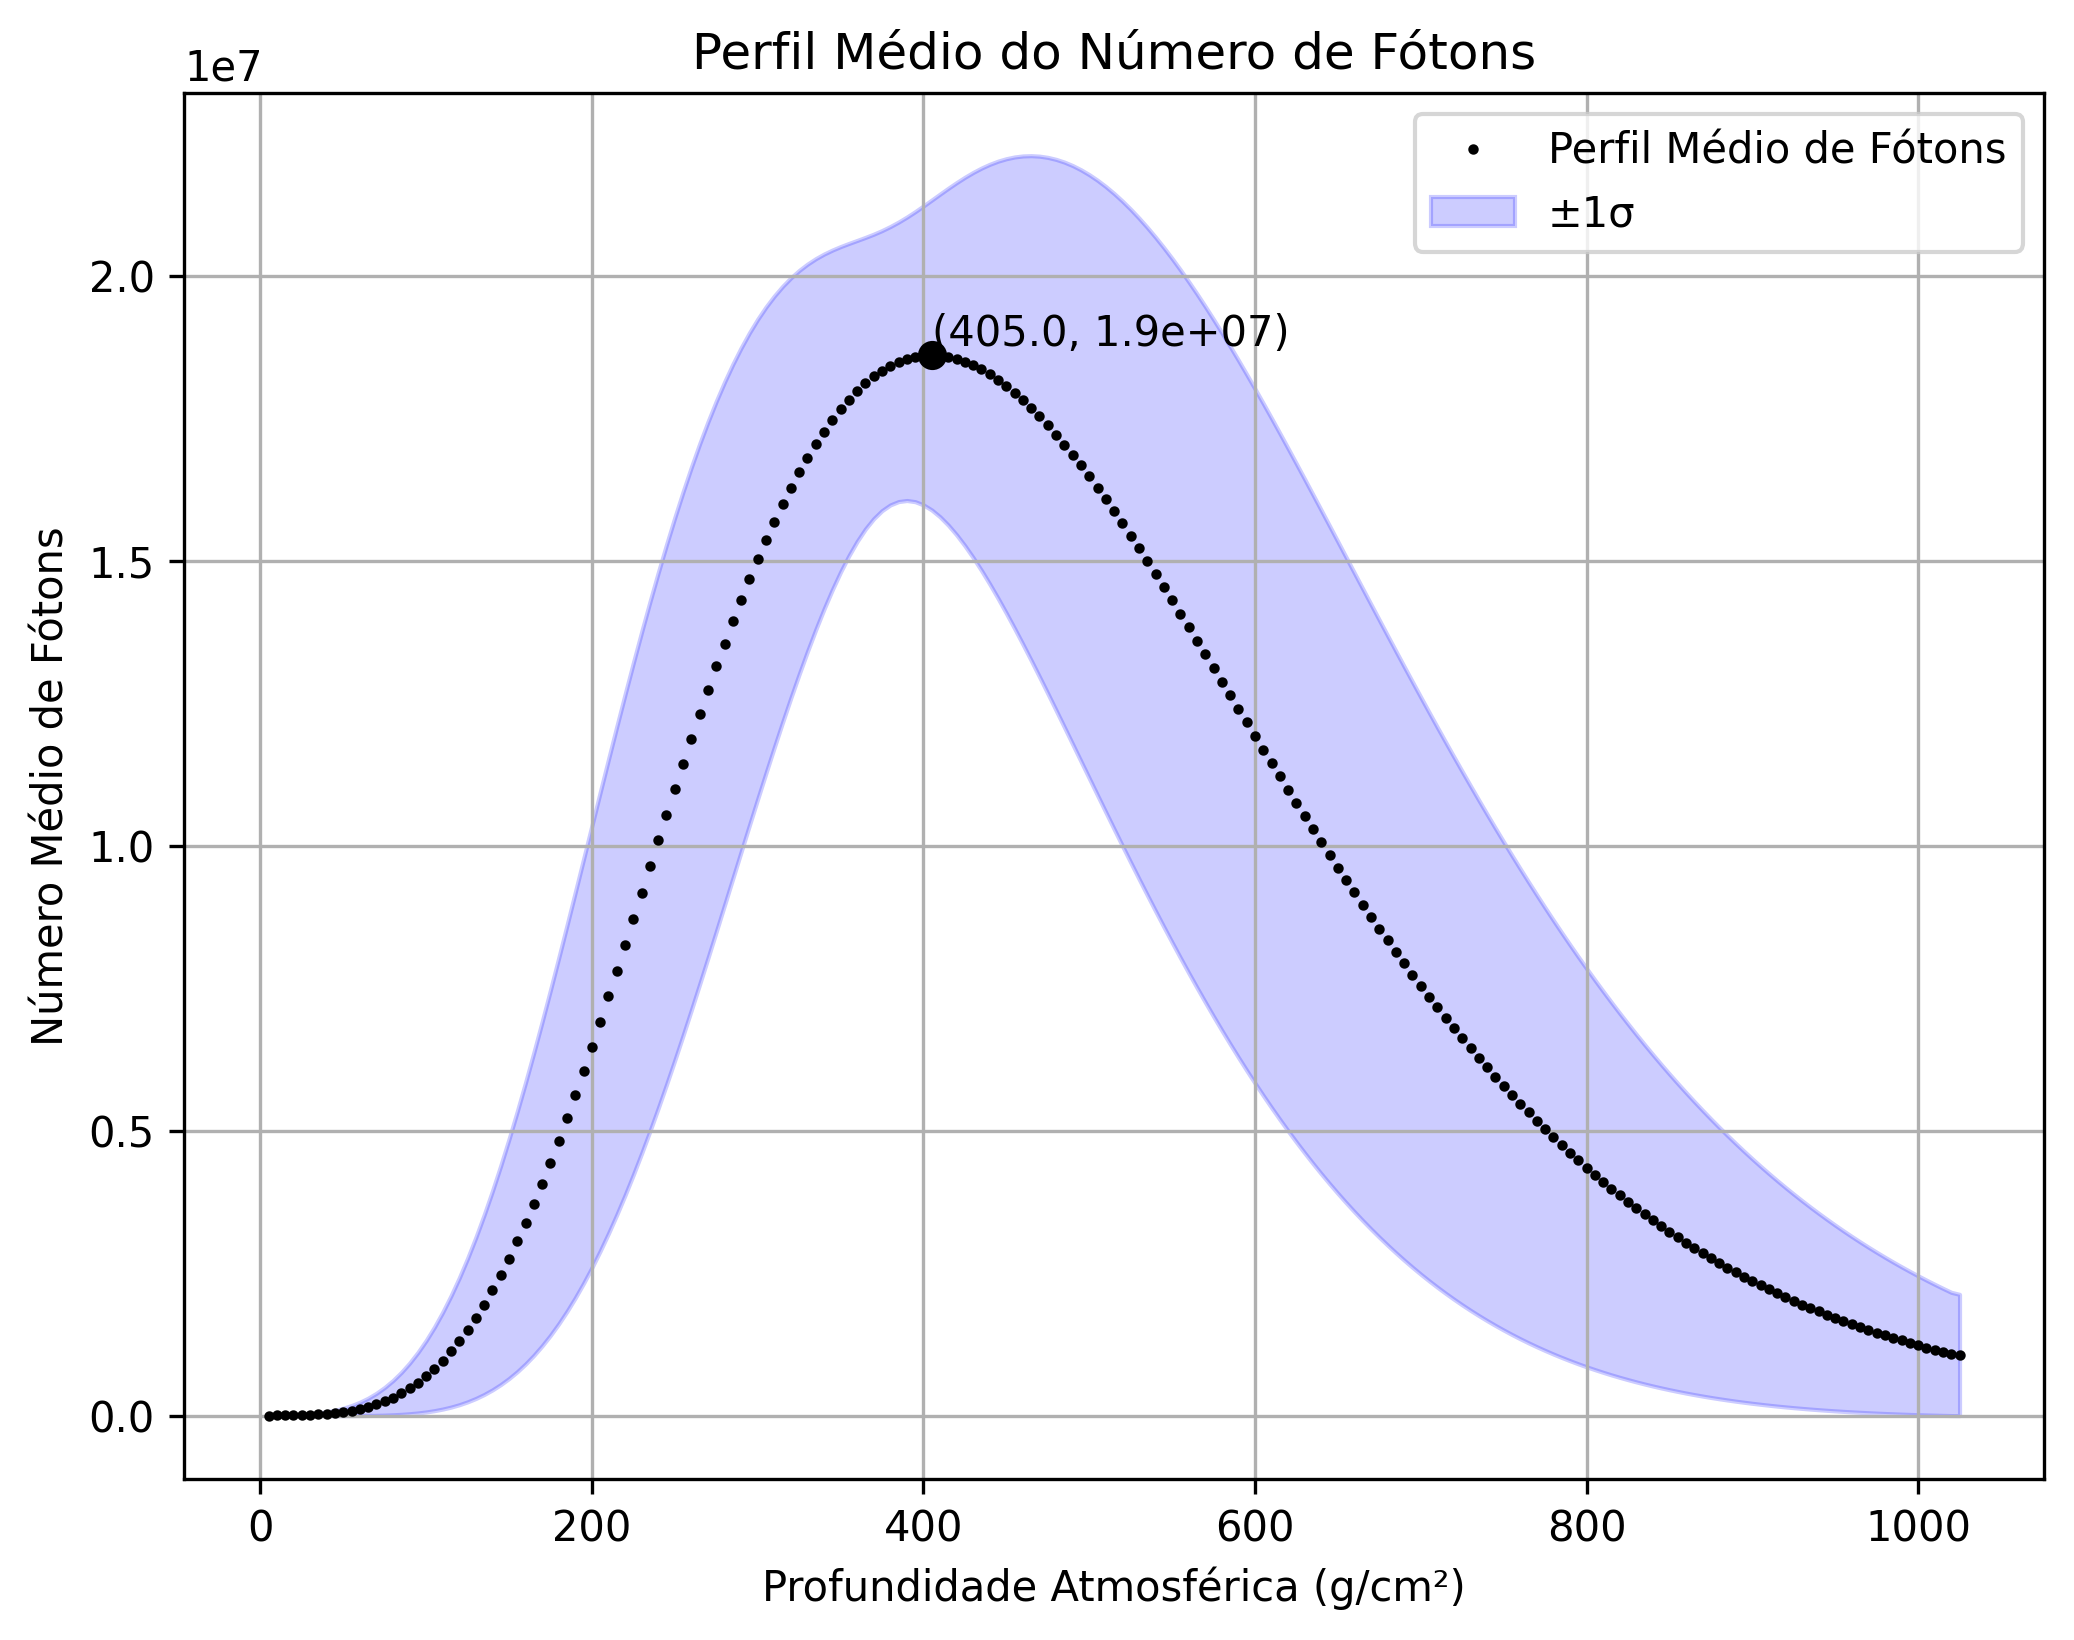 Perfil Médio do Número de Fótons
1e7
Perfil Médio de Fótons
±1σ
2.0
(405.0, 1.9e+07)
1.5
1.0
0.5
0.0
Número Médio de Fótons
0 200 400 600 800 1000
Profundidade Atmosférica (g/cm²)